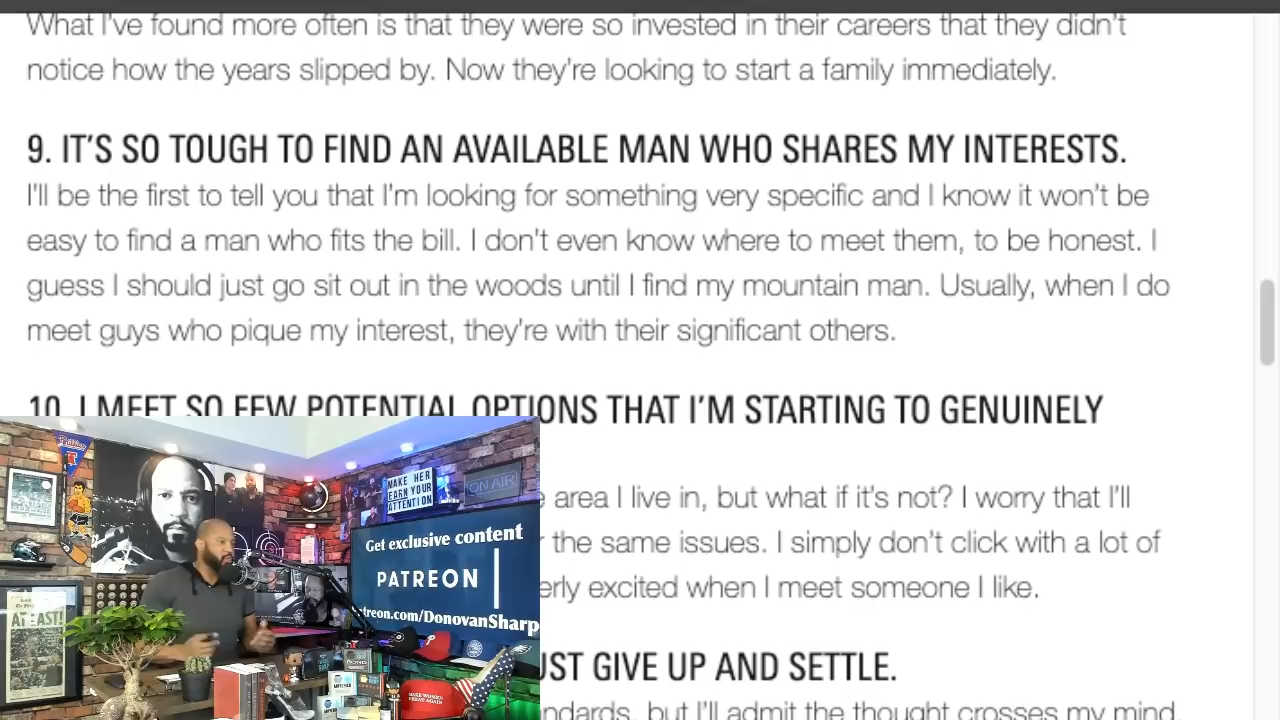 What I've found more often is that they were so invested in their careers that they didn't
notice how the years slipped by. Now they're looking to start a family immediately.
9. IT'S SO TOUGH TO FIND AN AVAILABLE MAN WHO SHARES MY INTERESTS.
I'll be the first to tell you that I'm looking for something very specific and I know it won't be
easy to find a man who fits the bill. I don't even know where to meet them, to be honest. I
guess I should just go sit out in the woods until I find my mountain man. Usually, when I do
meet guys who pique my interest, they're with their significant others.
10. I MEET SO FEW POTENTIAL OPTIONS THAT I'M STARTING TO GENUINELY
area I live in, but what if it's not? I worry that I'll
the same issues. I simply don't click with a lot of
erly excited when I meet someone I like.
UST GIVE UP AND SETTLE.
ndards, but I'll admit the thought crosses my mind.
MAKE HER
EARN YOUR
ATTENTION
ON AIR
Get exclusive content
PATREON
treon.com/DonovanSharp
AT EAST!
MAKE WOMEN
GREAT AGAIN